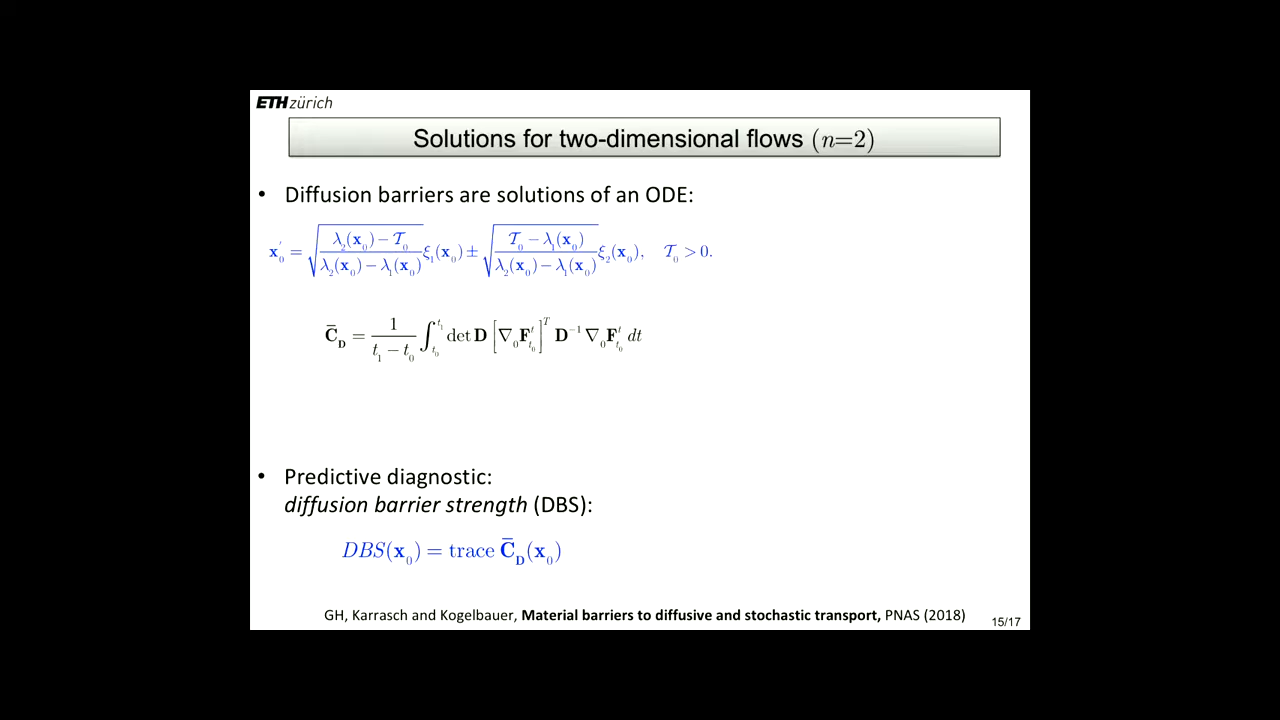 ETH zürich
Solutions for two-dimensional flows (n=2)
• Diffusion barriers are solutions of an ODE:
x₀′ = √((λ₂(x₀) − 𝒯₀)/(λ₂(x₀) − λ₁(x₀))) ξ₁(x₀) ± √((𝒯₀ − λ₁(x₀))/(λ₂(x₀) − λ₁(x₀))) ξ₂(x₀), 𝒯₀ > 0.
C̄_D = 1/(t₁ − t₀) ∫_{t₀}^{t₁} det D [∇₀F_{t₀}^t]^T D⁻¹ ∇₀F_{t₀}^t dt
• Predictive diagnostic:
diffusion barrier strength (DBS):
DBS(x₀) = trace C̄_D(x₀)
GH, Karrasch and Kogelbauer, Material barriers to diffusive and stochastic transport, PNAS (2018)
15/17